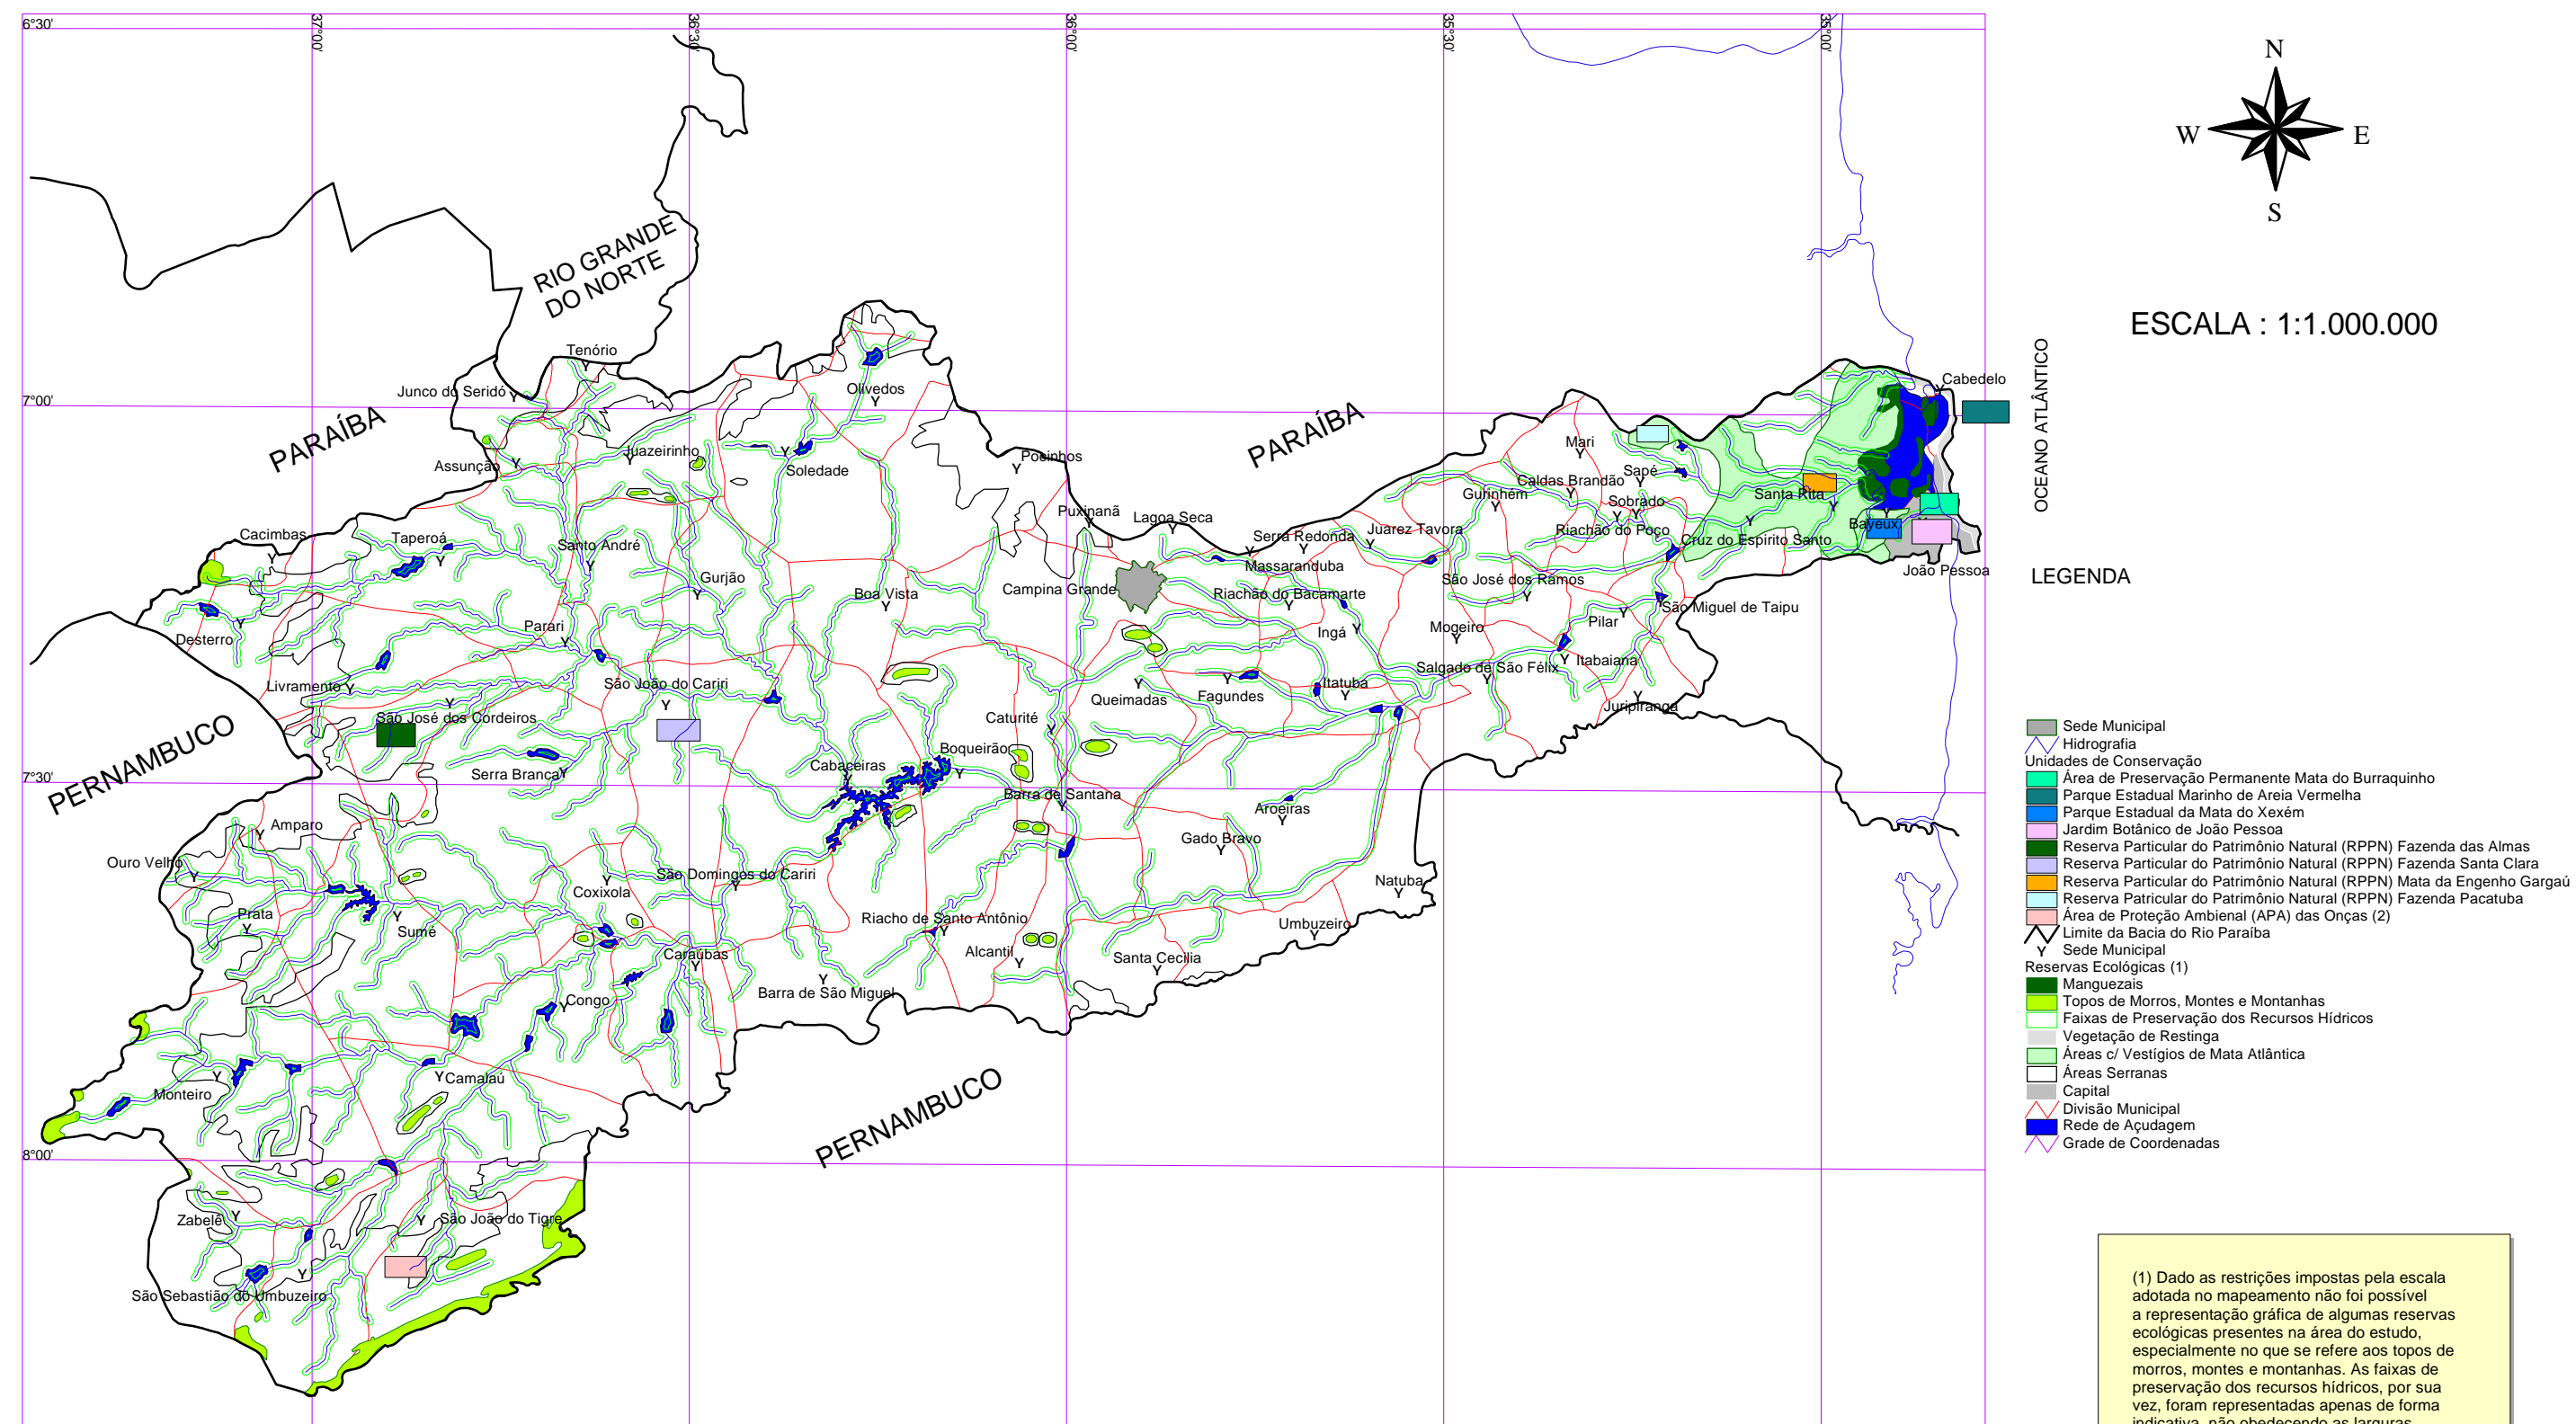 6°30'
37°00'
36°30'
36°00'
35°30'
35°00'
N
W
E
S
ESCALA : 1:1.000.000
RIO GRANDE
DO NORTE
OCEANO ATLÂNTICO
Tenório
Junco do Seridó
Olivedos
Cabedelo
7°00'
PARAÍBA
PARAÍBA
Assunção
Juazeirinho
Soledade
Pocinhos
Mari
Sapé
Caldas Brandão
Gurinhém
Sobrado
Santa Rita
Puxinanã
Lagoa Seca
Serra Redonda
Juarez Tavora
Riachão do Poço
Cruz do Espirito Santo
Bayeux
Cacimbas
Taperoá
Santo André
Massaranduba
João Pessoa
LEGENDA
Gurjão
Boa Vista
Campina Grande
Riachão do Bacamarte
São José dos Ramos
São Miguel de Taipu
Desterro
Parari
Ingá
Mogeiro
Pilar
Itabaiana
Salgado de São Félix
Livramento
São João do Cariri
Queimadas
Fagundes
Itatuba
Juripiranga
São José dos Cordeiros
Caturité
PERNAMBUCO
Boqueirão
Cabaceiras
Serra Branca
7°30'
Barra de Santana
Aroeiras
Amparo
Gado Bravo
Ouro Velho
São Domingos do Cariri
Coxixola
Natuba
Prata
Sumé
Riacho de Santo Antônio
Umbuzeiro
Alcantil
Santa Cecilia
Caraúbas
Barra de São Miguel
Congo
Camalaú
Monteiro
PERNAMBUCO
8°00'
Zabelê
São João do Tigre
São Sebastião do Umbuzeiro
Sede Municipal
Hidrografia
Unidades de Conservação
Área de Preservação Permanente Mata do Burraquinho
Parque Estadual Marinho de Areia Vermelha
Parque Estadual da Mata do Xexém
Jardim Botânico de João Pessoa
Reserva Particular do Patrimônio Natural (RPPN) Fazenda das Almas
Reserva Particular do Patrimônio Natural (RPPN) Fazenda Santa Clara
Reserva Particular do Patrimônio Natural (RPPN) Mata da Engenho Gargaú
Reserva Patricular do Patrimônio Natural (RPPN) Fazenda Pacatuba
Área de Proteção Ambienal (APA) das Onças (2)
Limite da Bacia do Rio Paraíba
Sede Municipal
Reservas Ecológicas (1)
Manguezais
Topos de Morros, Montes e Montanhas
Faixas de Preservação dos Recursos Hídricos
Vegetação de Restinga
Áreas c/ Vestígios de Mata Atlântica
Áreas Serranas
Capital
Divisão Municipal
Rede de Açudagem
Grade de Coordenadas
(1) Dado as restrições impostas pela escala
adotada no mapeamento não foi possível
a representação gráfica de algumas reservas
ecológicas presentes na área do estudo,
especialmente no que se refere aos topos de
morros, montes e montanhas. As faixas de
preservação dos recursos hídricos, por sua
vez, foram representadas apenas de forma
indicativa, não obedecendo as larguras